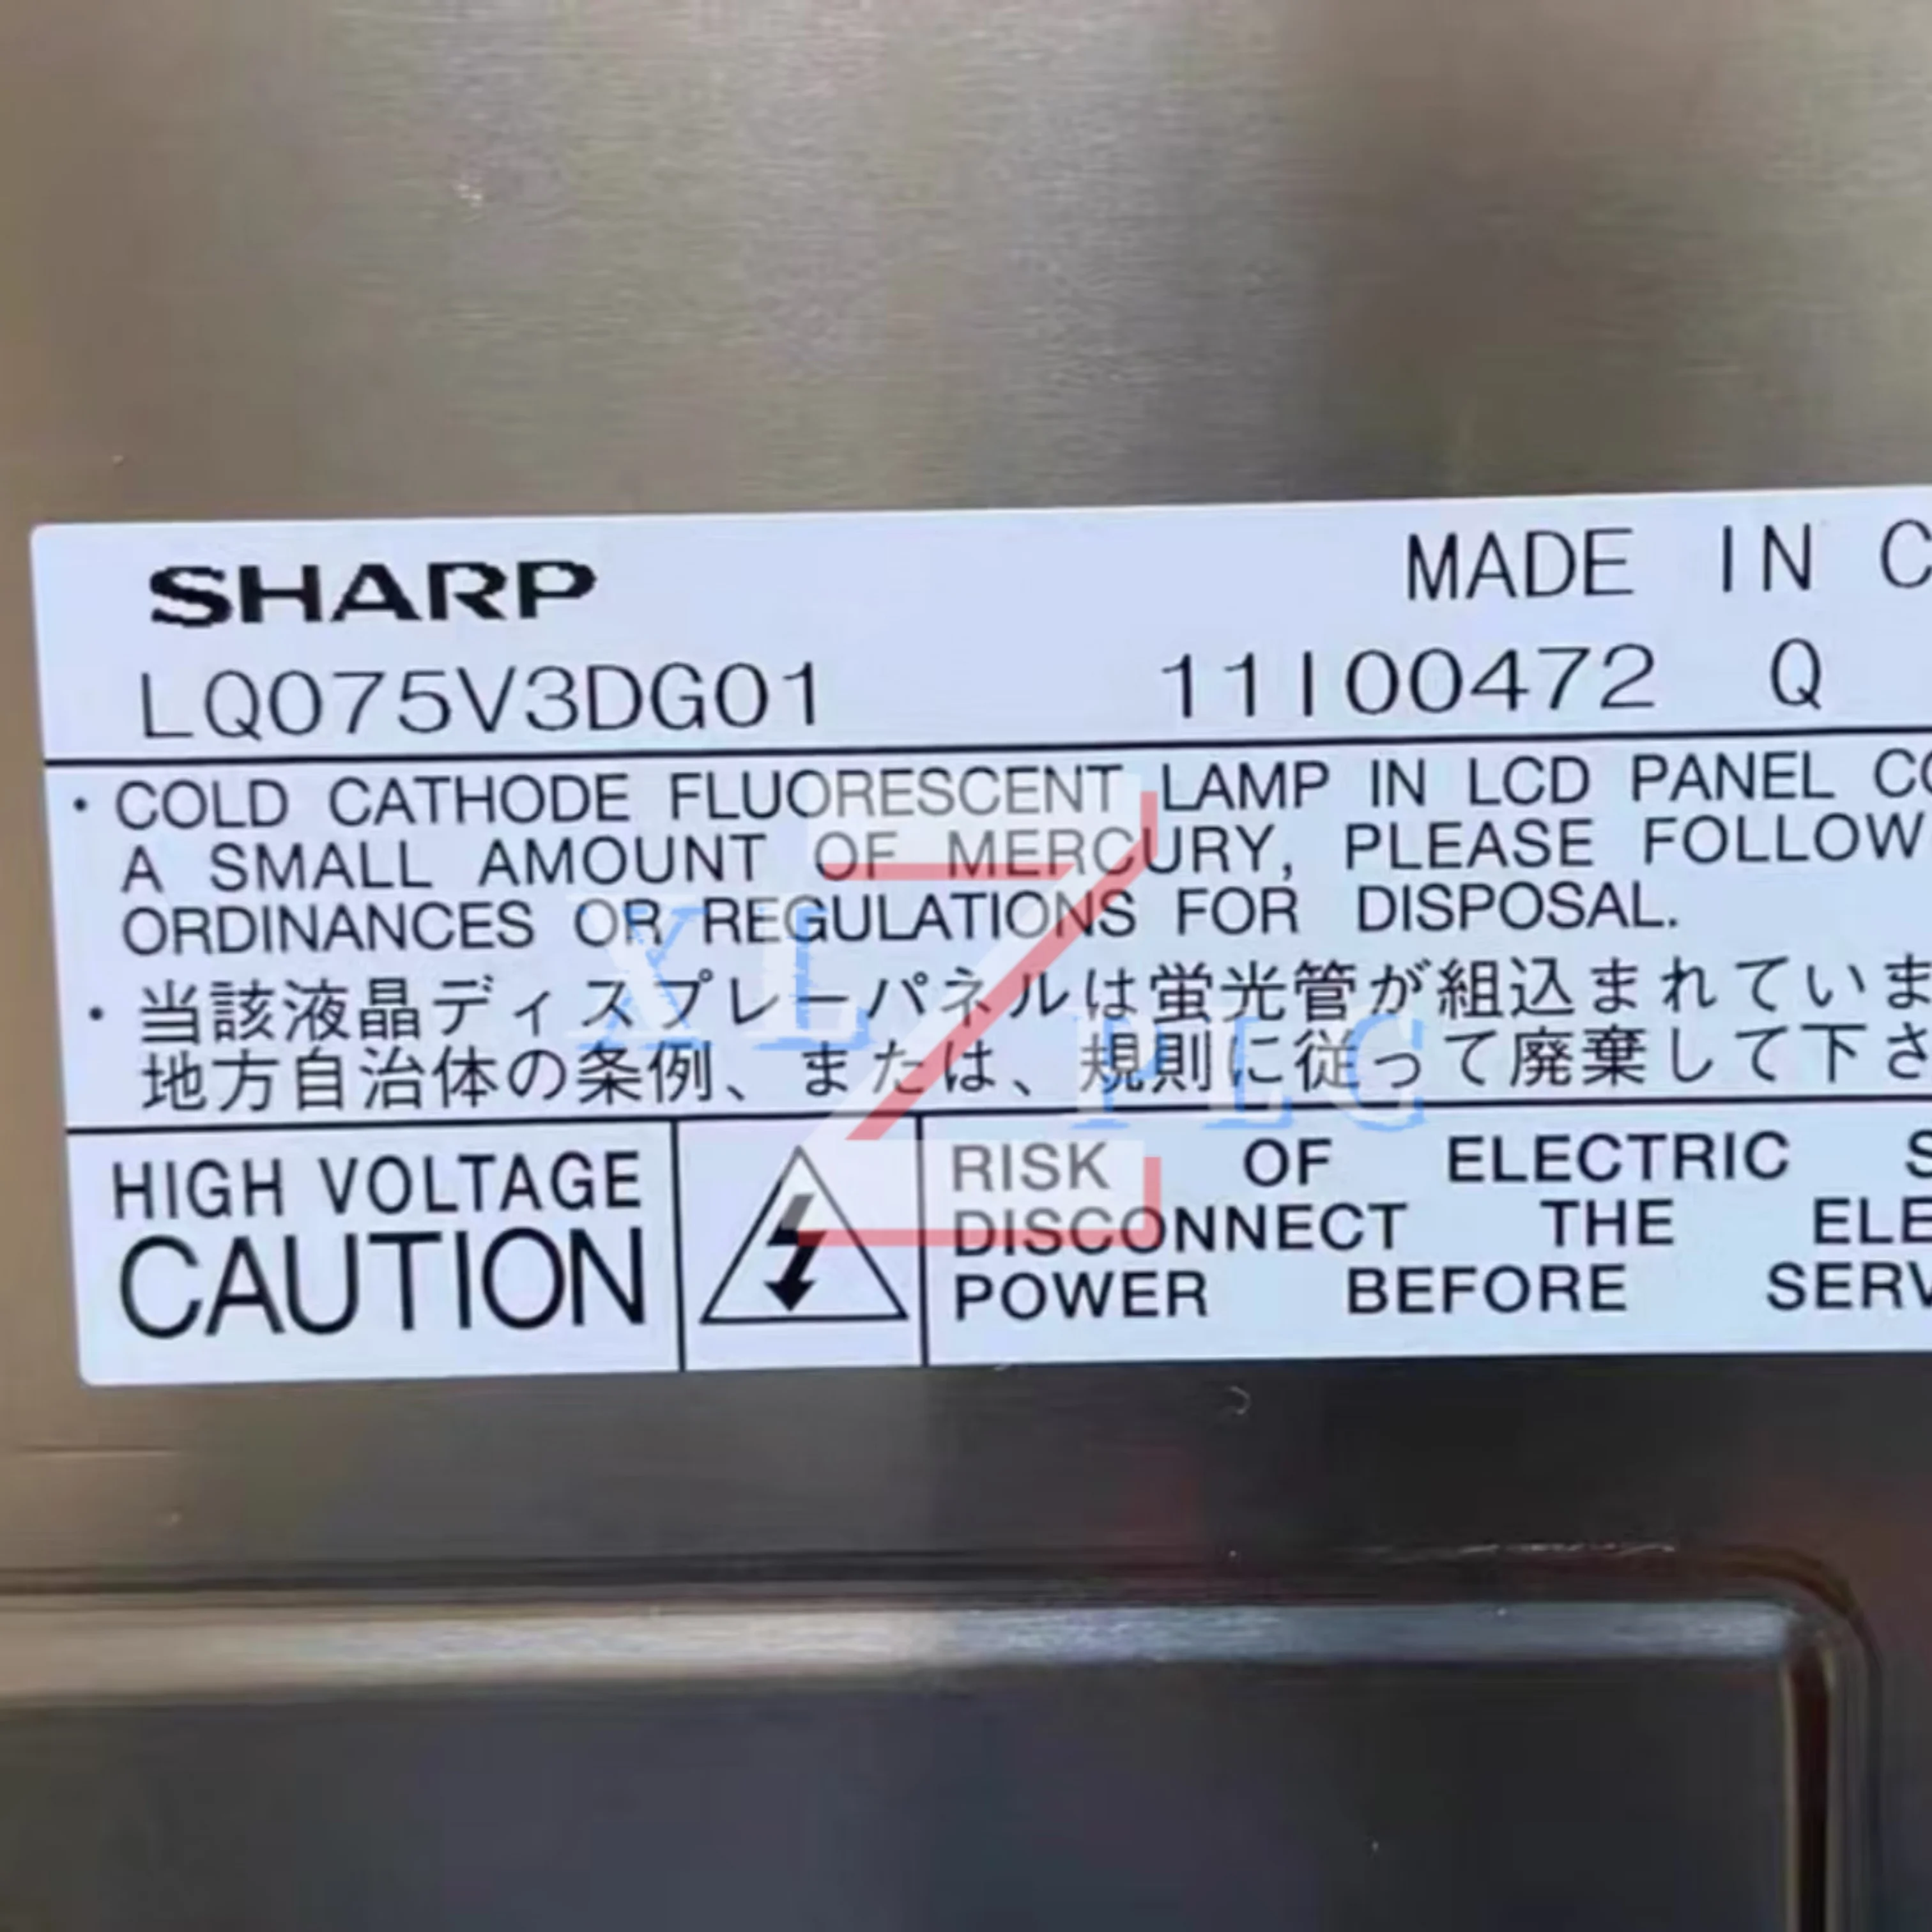 SHARP
MADE IN C
LQ075V3DG01 11I00472 Q
・COLD CATHODE FLUORESCENT LAMP IN LCD PANEL CO
A SMALL AMOUNT OF MERCURY, PLEASE FOLLOW
ORDINANCES OR REGULATIONS FOR DISPOSAL.
・当該液晶ディスプレーパネルは蛍光管が組込まれていま
地方自治体の条例、または、規則に従って廃棄して下さ
HIGH VOLTAGE
CAUTION
RISK OF ELECTRIC S
DISCONNECT THE ELE
POWER BEFORE SERV
XL Z PLC